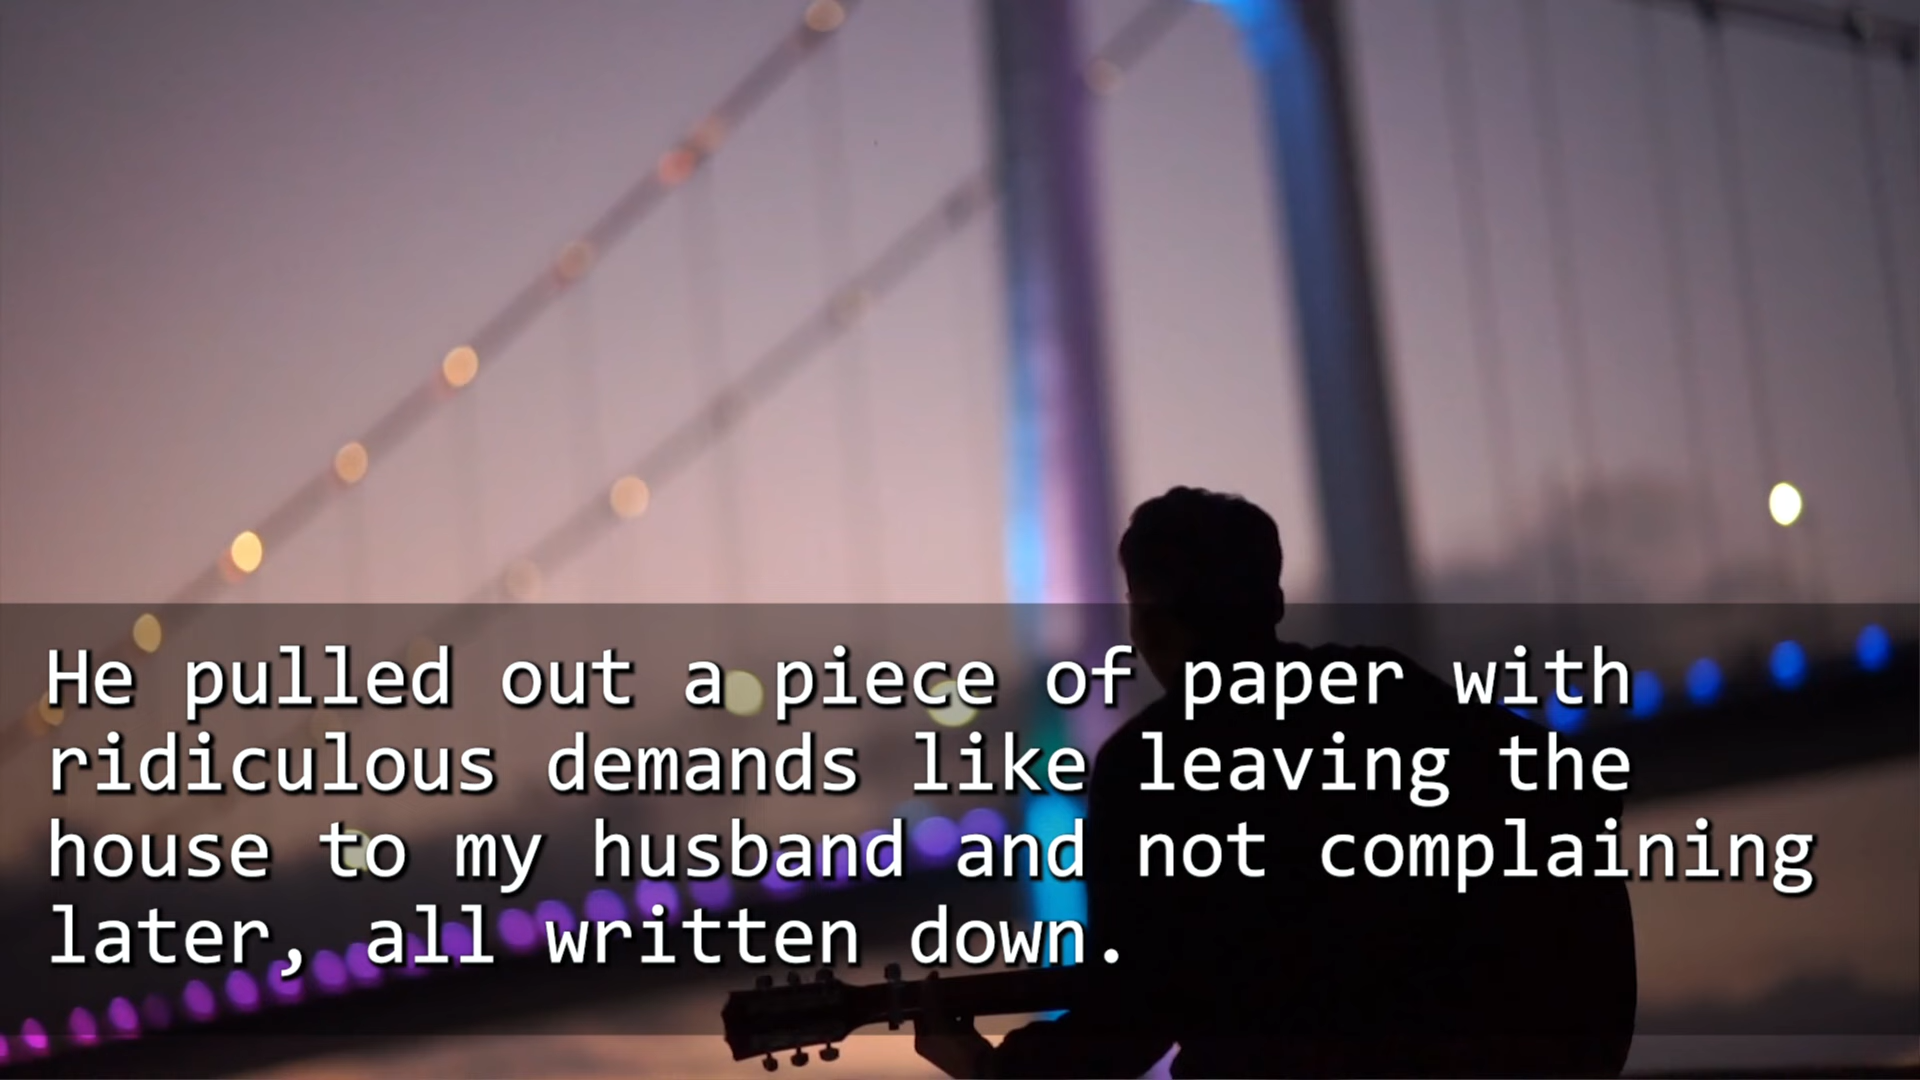 He pulled out a piece of paper with
ridiculous demands like leaving the
house to my husband and not complaining
later, all written down.